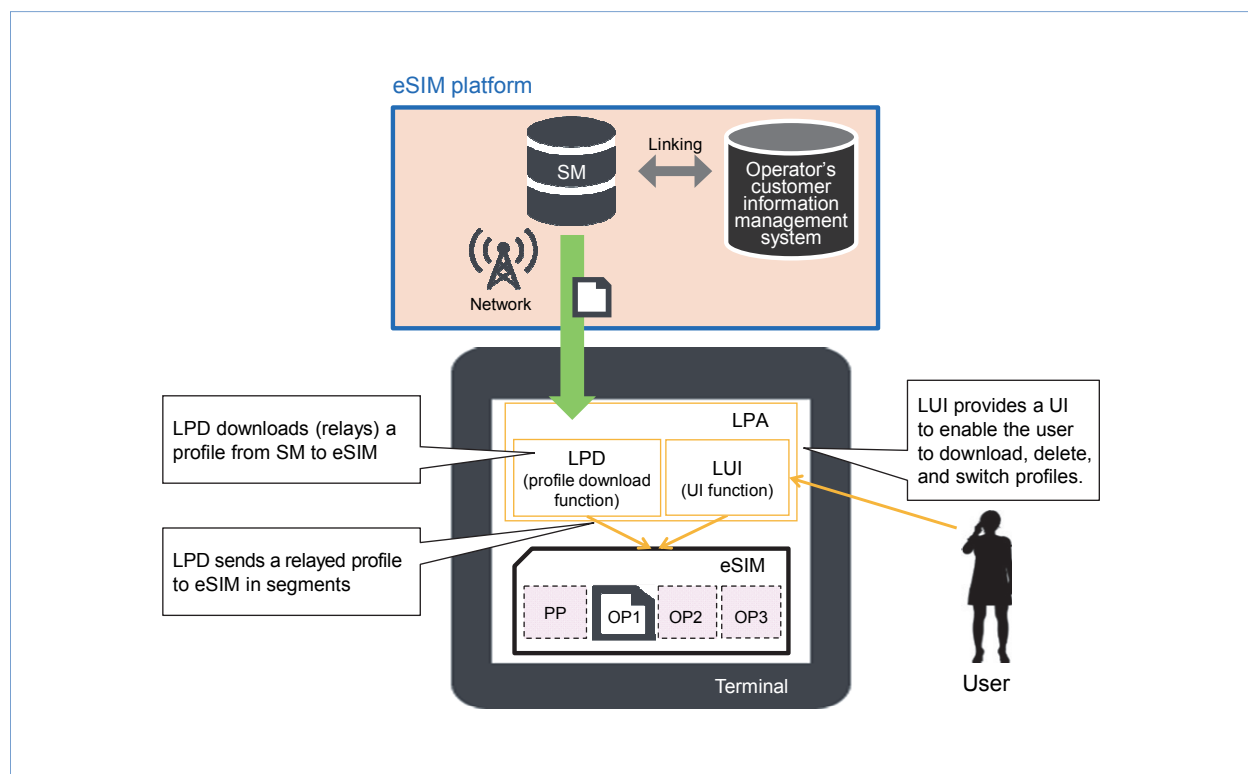 eSIM platform
SM
Linking
Operator's
customer
information
management
system
Network
LPD downloads (relays) a
profile from SM to eSIM
LPA
LPD
(profile download
function)
LUI
(UI function)
LUI provides a UI
to enable the user
to download, delete,
and switch profiles.
LPD sends a relayed profile
to eSIM in segments
eSIM
PP
OP1
OP2
OP3
Terminal
User